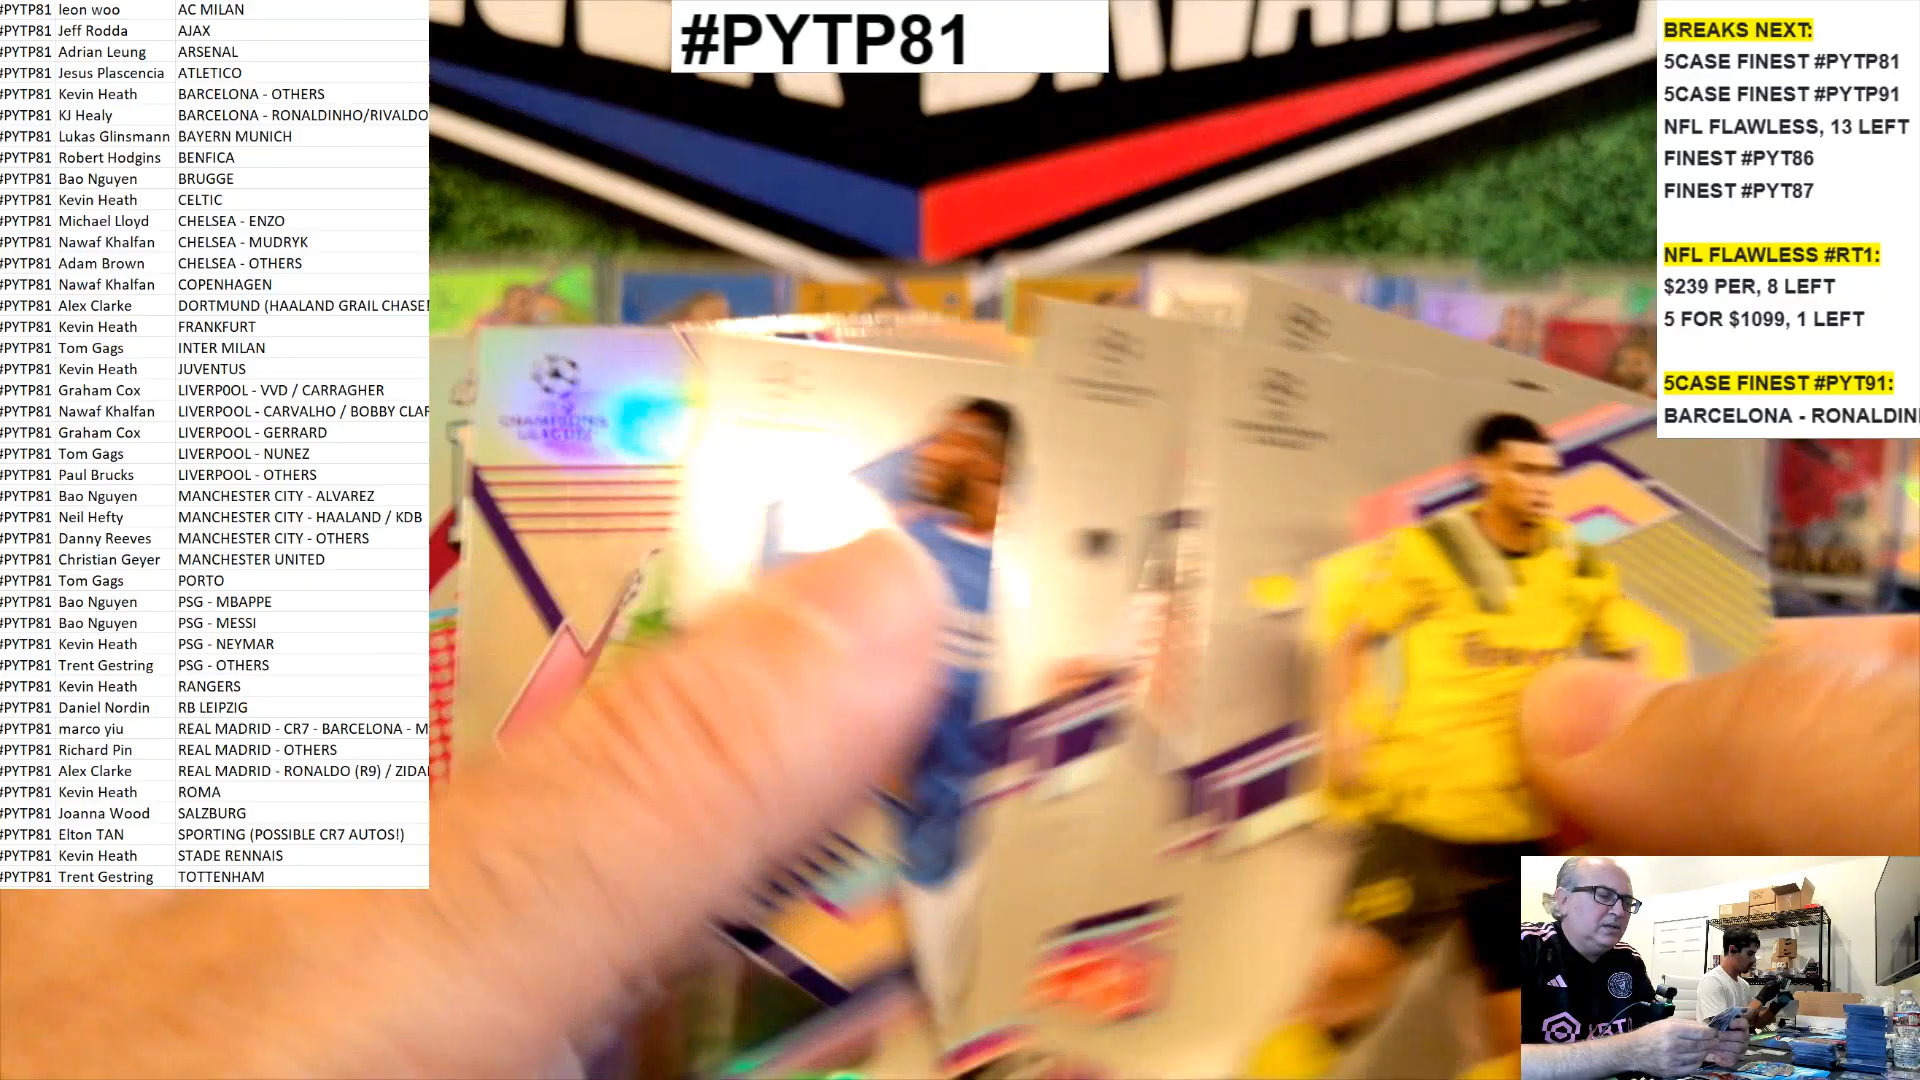 #PYTP81 leon woo AC MILAN
#PYTP81 Jeff Rodda AJAX
#PYTP81 Adrian Leung ARSENAL
#PYTP81 Jesus Plascencia ATLETICO
#PYTP81 Kevin Heath BARCELONA - OTHERS
#PYTP81 KJ Healy BARCELONA - RONALDINHO/RIVALDO
#PYTP81 Lukas Glinsmann BAYERN MUNICH
#PYTP81 Robert Hodgins BENFICA
#PYTP81 Bao Nguyen BRUGGE
#PYTP81 Kevin Heath CELTIC
#PYTP81 Michael Lloyd CHELSEA - ENZO
#PYTP81 Nawaf Khalfan CHELSEA - MUDRYK
#PYTP81 Adam Brown CHELSEA - OTHERS
#PYTP81 Nawaf Khalfan COPENHAGEN
#PYTP81 Alex Clarke DORTMUND (HAALAND GRAIL CHASE!
#PYTP81 Kevin Heath FRANKFURT
#PYTP81 Tom Gags INTER MILAN
#PYTP81 Kevin Heath JUVENTUS
#PYTP81 Graham Cox LIVERP0OL - VVD / CARRAGHER
#PYTP81 Nawaf Khalfan LIVERPOOL - CARVALHO / BOBBY CLAR
#PYTP81 Graham Cox LIVERPOOL - GERRARD
#PYTP81 Tom Gags LIVERPOOL - NUNEZ
#PYTP81 Paul Brucks LIVERPOOL - OTHERS
#PYTP81 Bao Nguyen MANCHESTER CITY - ALVAREZ
#PYTP81 Neil Hefty MANCHESTER CITY - HAALAND / KDB
#PYTP81 Danny Reeves MANCHESTER CITY - OTHERS
#PYTP81 Christian Geyer MANCHESTER UNITED
#PYTP81 Tom Gags PORTO
#PYTP81 Bao Nguyen PSG - MBAPPE
#PYTP81 Bao Nguyen PSG - MESSI
#PYTP81 Kevin Heath PSG - NEYMAR
#PYTP81 Trent Gestring PSG - OTHERS
#PYTP81 Kevin Heath RANGERS
#PYTP81 Daniel Nordin RB LEIPZIG
#PYTP81 marco yiu REAL MADRID - CR7 - BARCELONA - M
#PYTP81 Richard Pin REAL MADRID - OTHERS
#PYTP81 Alex Clarke REAL MADRID - RONALDO (R9) / ZIDA
#PYTP81 Kevin Heath ROMA
#PYTP81 Joanna Wood SALZBURG
#PYTP81 Elton TAN SPORTING (POSSIBLE CR7 AUTOS!)
#PYTP81 Kevin Heath STADE RENNAIS
#PYTP81 Trent Gestring TOTTENHAM
#PYTP81
CHAMPIONS
LEAGUE
BREAKS NEXT:
5CASE FINEST #PYTP81
5CASE FINEST #PYTP91
NFL FLAWLESS, 13 LEFT
FINEST #PYT86
FINEST #PYT87
NFL FLAWLESS #RT1:
$239 PER, 8 LEFT
5 FOR $1099, 1 LEFT
5CASE FINEST #PYT91:
BARCELONA - RONALDIN